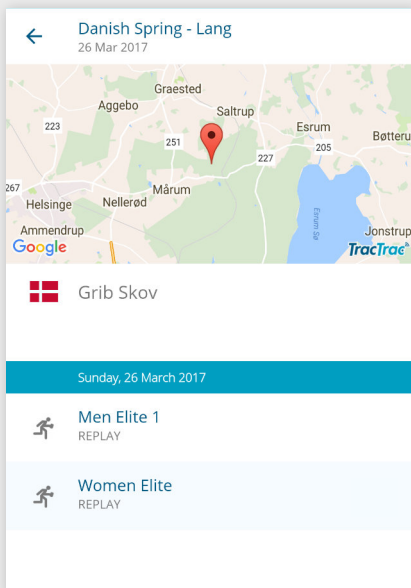 Danish Spring - Lang
26 Mar 2017
Graested
Aggebo
Saltrup
223
Esrum
Bøtteru
251
205
227
267
Mårum
Helsinge
Nellerød
Esrum Sø
Ammendrup
Jonstrup
Google
TracTrac
Grib Skov
Sunday, 26 March 2017
Men Elite 1
REPLAY
Women Elite
REPLAY